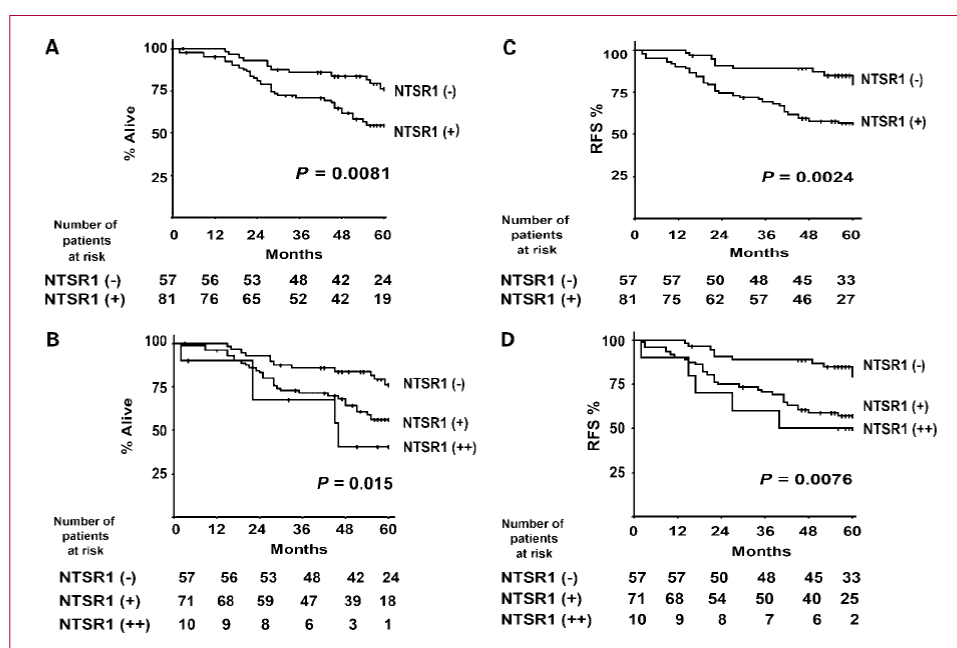 A
100
75
50
25
% Alive
NTSR1 (-)
NTSR1 (+)
P = 0.0081
0 12 24 36 48 60
Months
Number of
patients
at risk
NTSR1 (-) 57 56 53 48 42 24
NTSR1 (+) 81 76 65 52 42 19
B
100
75
50
25
% Alive
NTSR1 (-)
NTSR1 (+)
NTSR1 (++)
P = 0.015
0 12 24 36 48 60
Months
Number of
patients
at risk
NTSR1 (-) 57 56 53 48 42 24
NTSR1 (+) 71 68 59 47 39 18
NTSR1 (++) 10 9 8 6 3 1
C
100
75
50
25
RFS %
NTSR1 (-)
NTSR1 (+)
P = 0.0024
0 12 24 36 48 60
Months
Number of
patients
at risk
NTSR1 (-) 57 57 50 48 45 33
NTSR1 (+) 81 75 62 57 46 27
D
100
75
50
25
RFS %
NTSR1 (-)
NTSR1 (+)
NTSR1 (++)
P = 0.0076
0 12 24 36 48 60
Months
Number of
patients
at risk
NTSR1 (-) 57 57 50 48 45 33
NTSR1 (+) 71 68 54 50 40 25
NTSR1 (++) 10 9 8 7 6 2